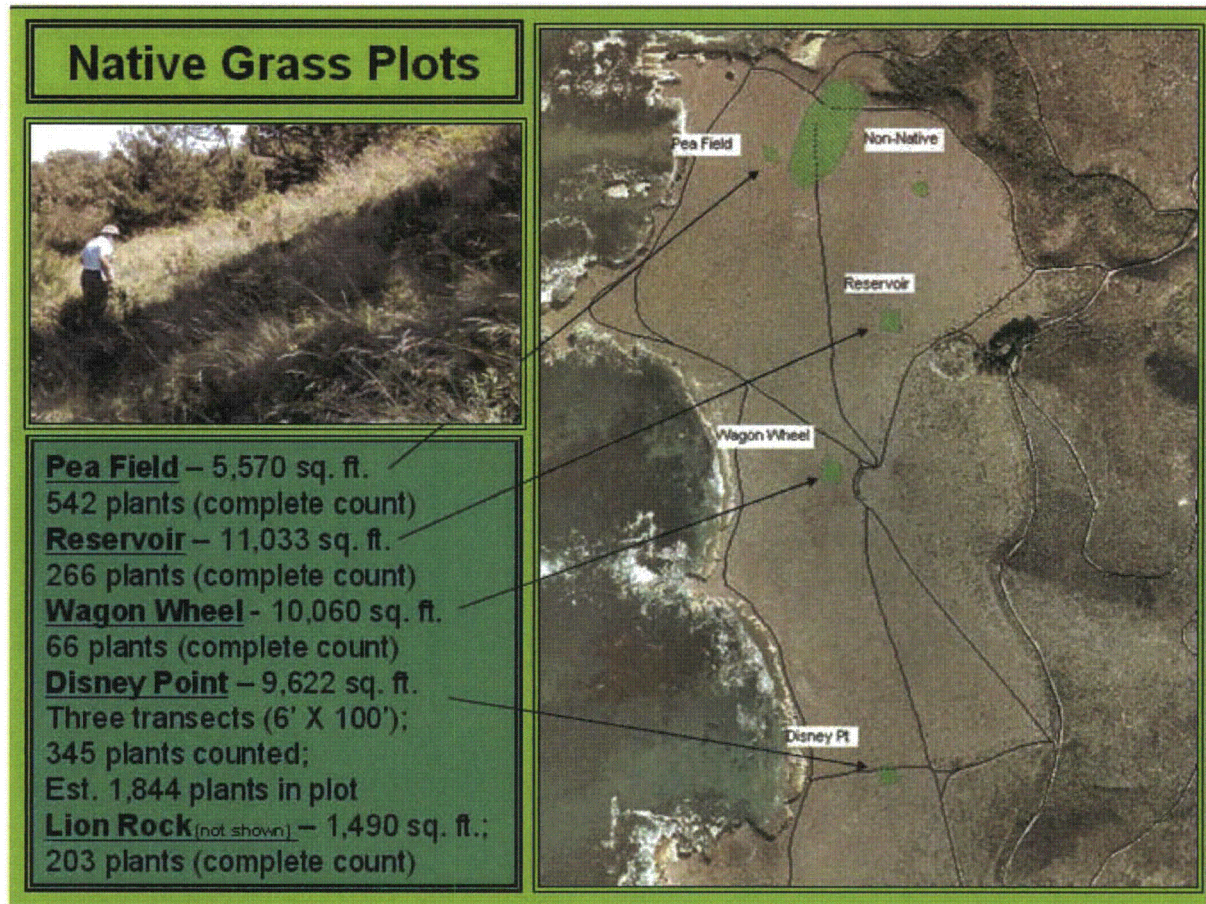 Native Grass Plots
Pea Field
Non-Native
Reservoir
Wagon Wheel
Disney Pt
Pea Field – 5,570 sq. ft.
542 plants (complete count)
Reservoir – 11,033 sq. ft.
266 plants (complete count)
Wagon Wheel - 10,060 sq. ft.
66 plants (complete count)
Disney Point – 9,622 sq. ft.
Three transects (6' X 100');
345 plants counted;
Est. 1,844 plants in plot
Lion Rock (not shown) – 1,490 sq. ft.;
203 plants (complete count)